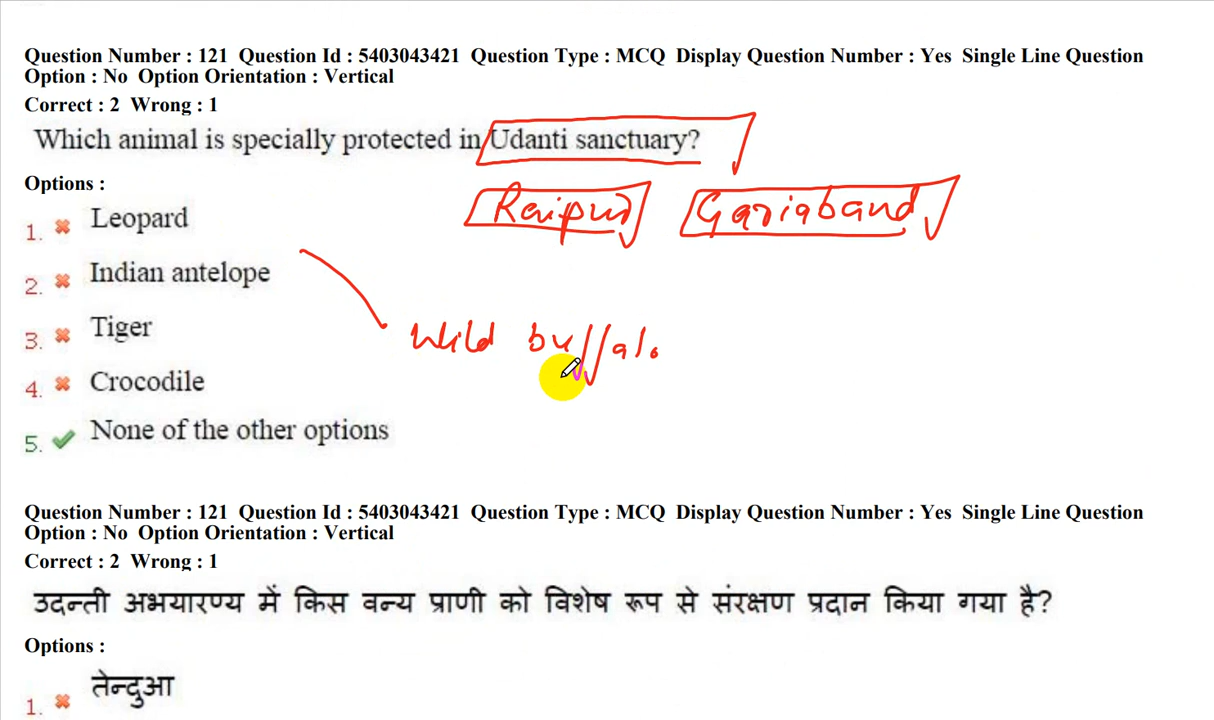 Question Number : 121 Question Id : 5403043421 Question Type : MCQ Display Question Number : Yes Single Line Question
Option : No Option Orientation : Vertical
Correct : 2 Wrong : 1
Which animal is specially protected in Udanti sanctuary?
Options :
Raipur Gariaband
1. Leopard
2. Indian antelope
3. Tiger
Wild buffalo
4. Crocodile
5. None of the other options
Question Number : 121 Question Id : 5403043421 Question Type : MCQ Display Question Number : Yes Single Line Question
Option : No Option Orientation : Vertical
Correct : 2 Wrong : 1
उदन्ती अभयारण्य में किस वन्य प्राणी को विशेष रूप से संरक्षण प्रदान किया गया है?
Options :
1. तेन्दुआ